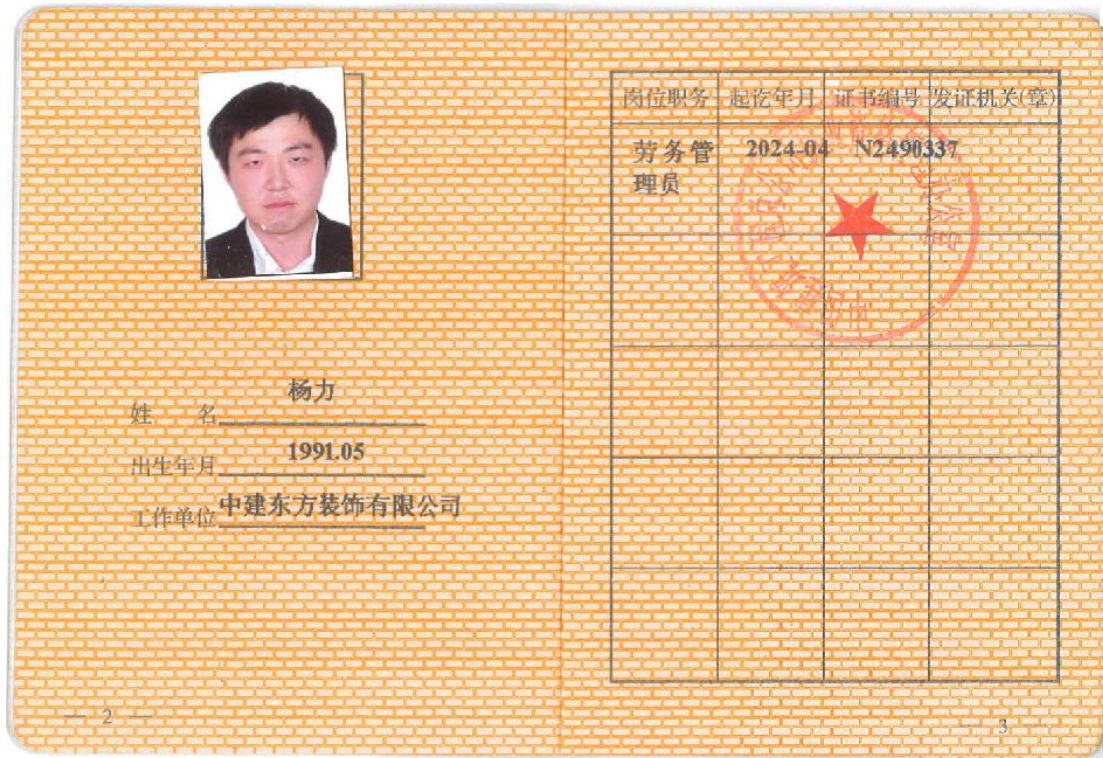 杨力
姓 名
1991.05
出生年月
中建东方装饰有限公司
工作单位
— 2 —
岗位职务 起讫年月 证书编号 发证机关(章)
劳务管 2024-04 N2490337
理员
— 3 —